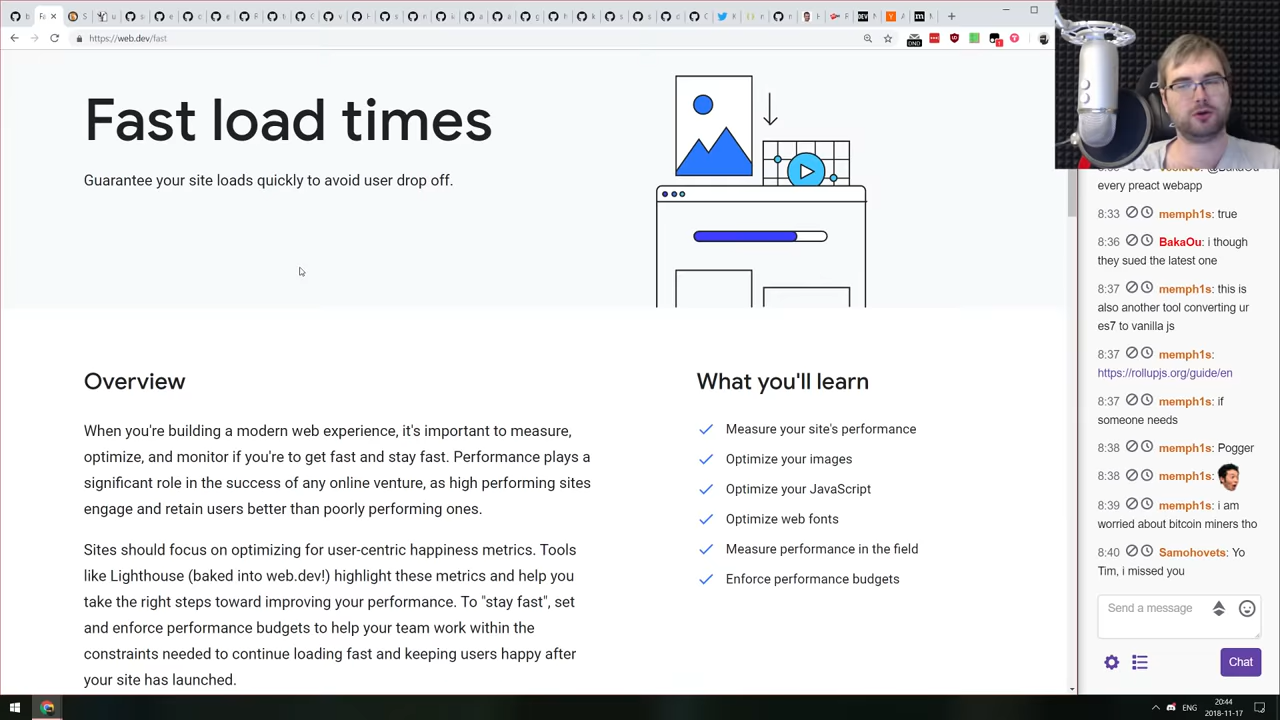 https://web.dev/fast
Fast load times
Guarantee your site loads quickly to avoid user drop off.
Overview
When you're building a modern web experience, it's important to measure,
optimize, and monitor if you're to get fast and stay fast. Performance plays a
significant role in the success of any online venture, as high performing sites
engage and retain users better than poorly performing ones.
Sites should focus on optimizing for user-centric happiness metrics. Tools
like Lighthouse (baked into web.dev!) highlight these metrics and help you
take the right steps toward improving your performance. To "stay fast", set
and enforce performance budgets to help your team work within the
constraints needed to continue loading fast and keeping users happy after
your site has launched.
What you'll learn
Measure your site's performance
Optimize your images
Optimize your JavaScript
Optimize web fonts
Measure performance in the field
Enforce performance budgets
every preact webapp
8:33 memph1s: true
8:36 BakaOu: i though
they sued the latest one
8:37 memph1s: this is
also another tool converting ur
es7 to vanilla js
8:37 memph1s:
https://rollupjs.org/guide/en
8:37 memph1s: if
someone needs
8:38 memph1s: Pogger
8:38 memph1s:
8:39 memph1s: i am
worried about bitcoin miners tho
8:40 Samohovets: Yo
Tim, i missed you
Send a message
Chat
ENG
20:44
2018-11-17